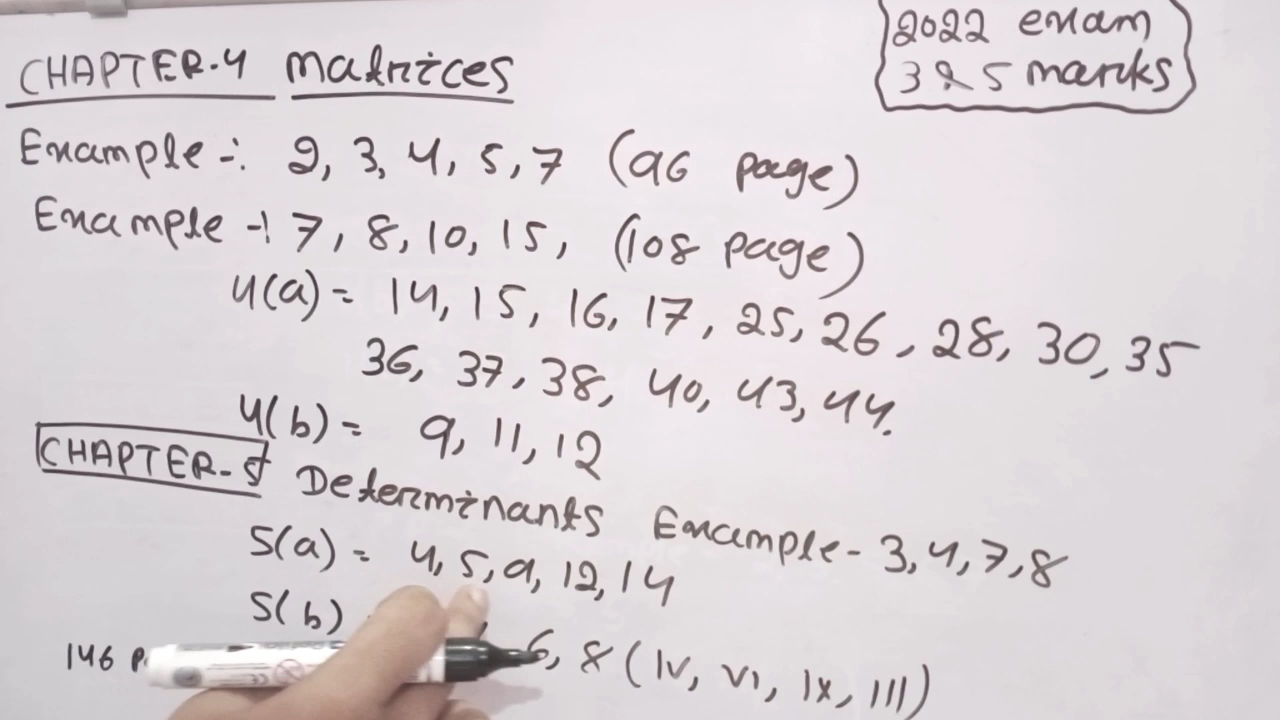 2022 exam
3 & 5 marks
CHAPTER-4 Matrices
Example -: 2, 3, 4, 5, 7 (96 page)
Example -: 7, 8, 10, 15, (108 page)
4(a) = 14, 15, 16, 17, 25, 26, 28, 30, 35
36, 37, 38, 40, 43, 44.
4(b) = 9, 11, 12
CHAPTER-5 Determinants Example - 3, 4, 7, 8
5(a) = 4, 5, 9, 12, 14
5(b) 6, 8 (iv, vi, ix, iii)
146